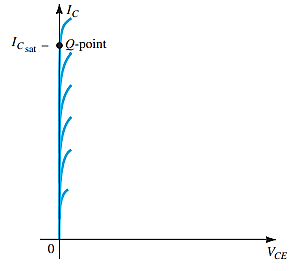 I_C
I_C sat – Q-point
0
V_CE